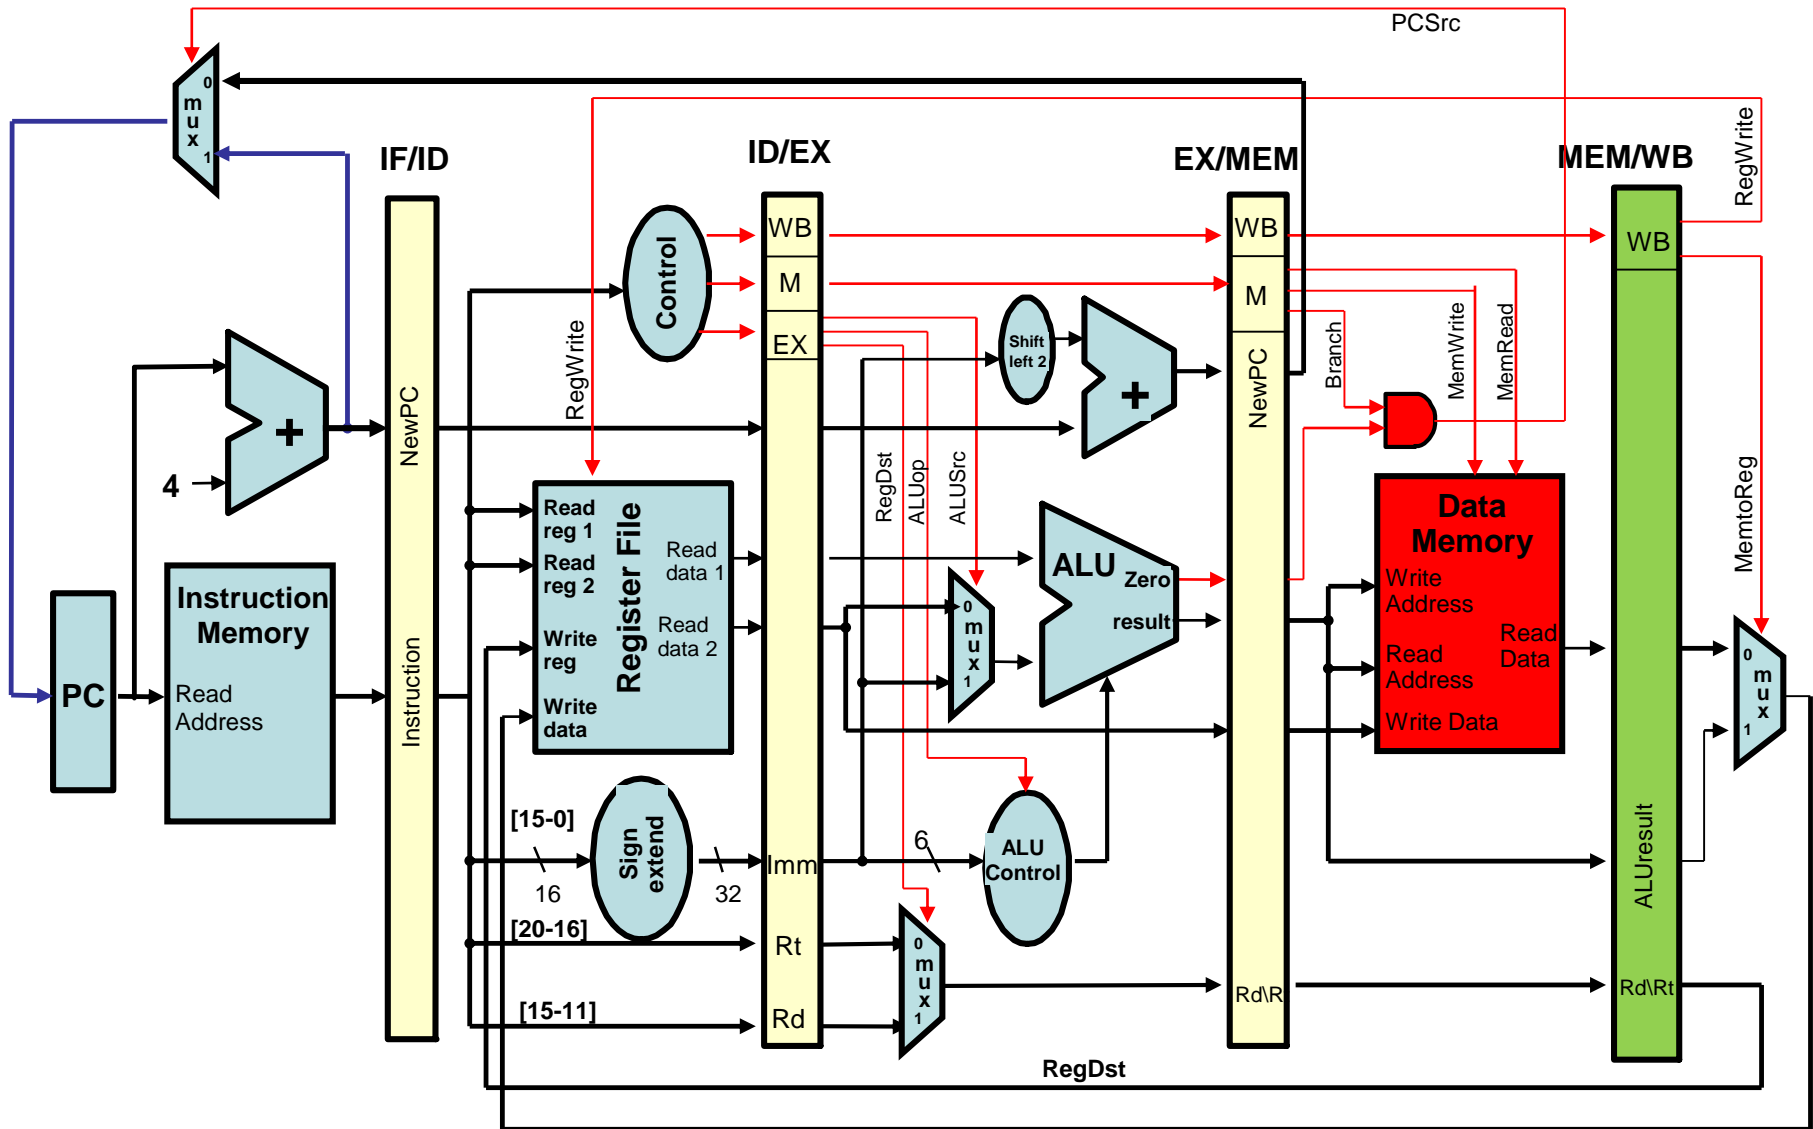 PCSrc
0
mux
1
IF/ID
ID/EX
EX/MEM
MEM/WB
RegWrite
WB
M
EX
WB
M
WB
Control
Shift
left 2
+
NewPC
Branch
MemWrite
MemRead
RegWrite
NewPC
+
4
RegDst
ALUop
ALUSrc
MemtoReg
Read
reg 1
Read
reg 2
Write
reg
Write
data
Register File
Read
data 1
Read
data 2
ALU
Zero
result
0
mux
1
Data
Memory
Write
Address
Read
Address
Write Data
Read
Data
0
mux
1
Instruction
Memory
Read
Address
PC
Instruction
[15-0]
16
Sign
extend
32
Imm
6
ALU
Control
ALUresult
[20-16]
Rt
0
mux
1
[15-11]
Rd
Rd\R
Rd\Rt
RegDst